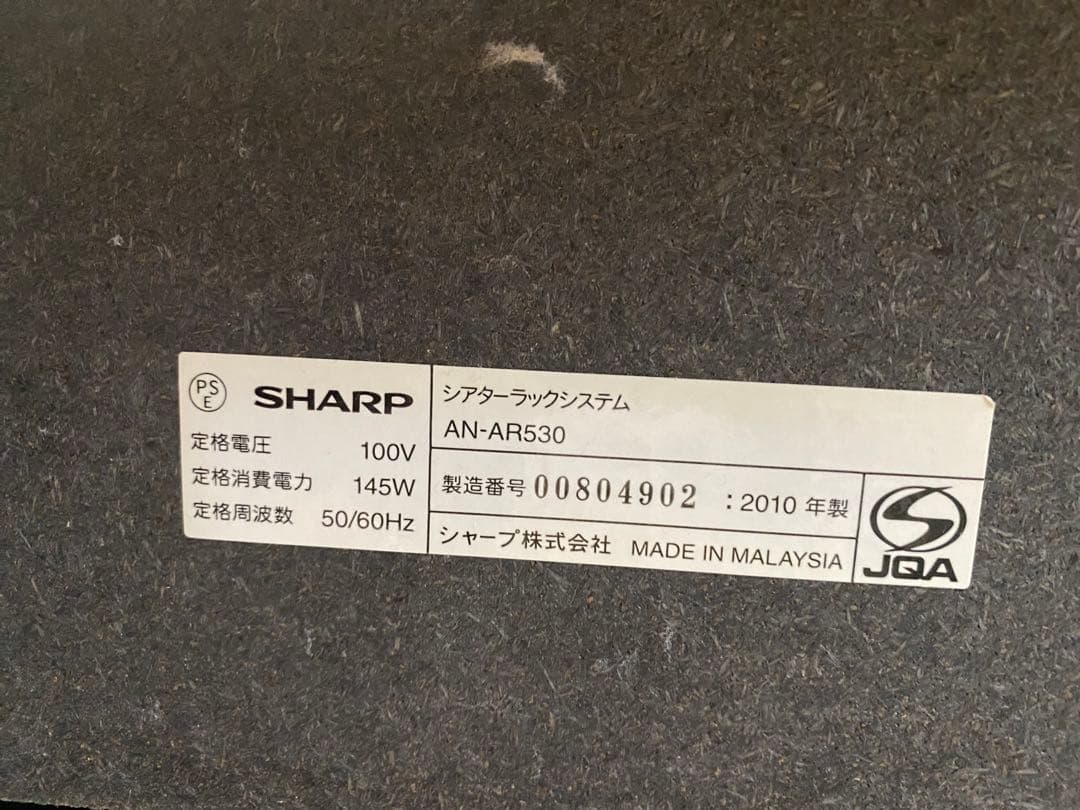 PS
E
SHARP
定格電圧 100V
定格消費電力 145W
定格周波数 50/60Hz
シアターラックシステム
AN-AR530
製造番号 00804902 : 2010 年製
シャープ株式会社 MADE IN MALAYSIA
JQA